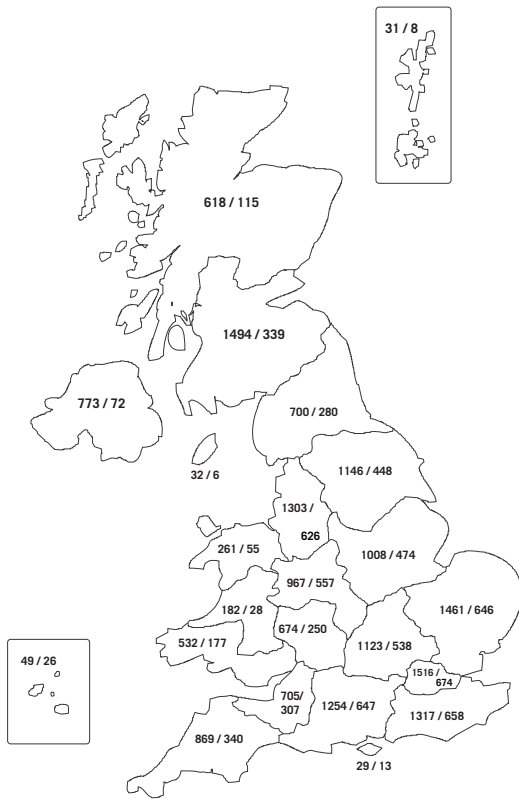 31 / 8
618 / 115
1494 / 339
773 / 72
700 / 280
32 / 6
1146 / 448
1303 /
626
261 / 55
1008 / 474
967 / 557
182 / 28
1461 / 646
674 / 250
532 / 177
1123 / 538
49 / 26
1516 /
674
705/
307
1254 / 647
1317 / 658
869 / 340
29 / 13